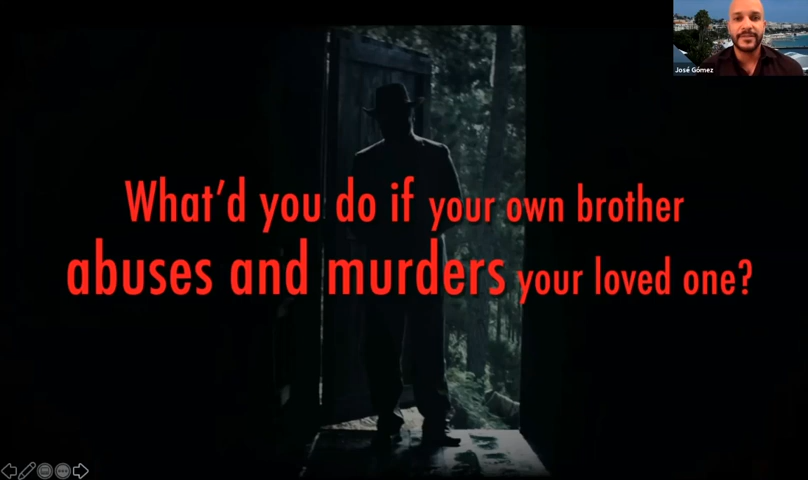 José Gómez
What'd you do if your own brother
abuses and murders your loved one?